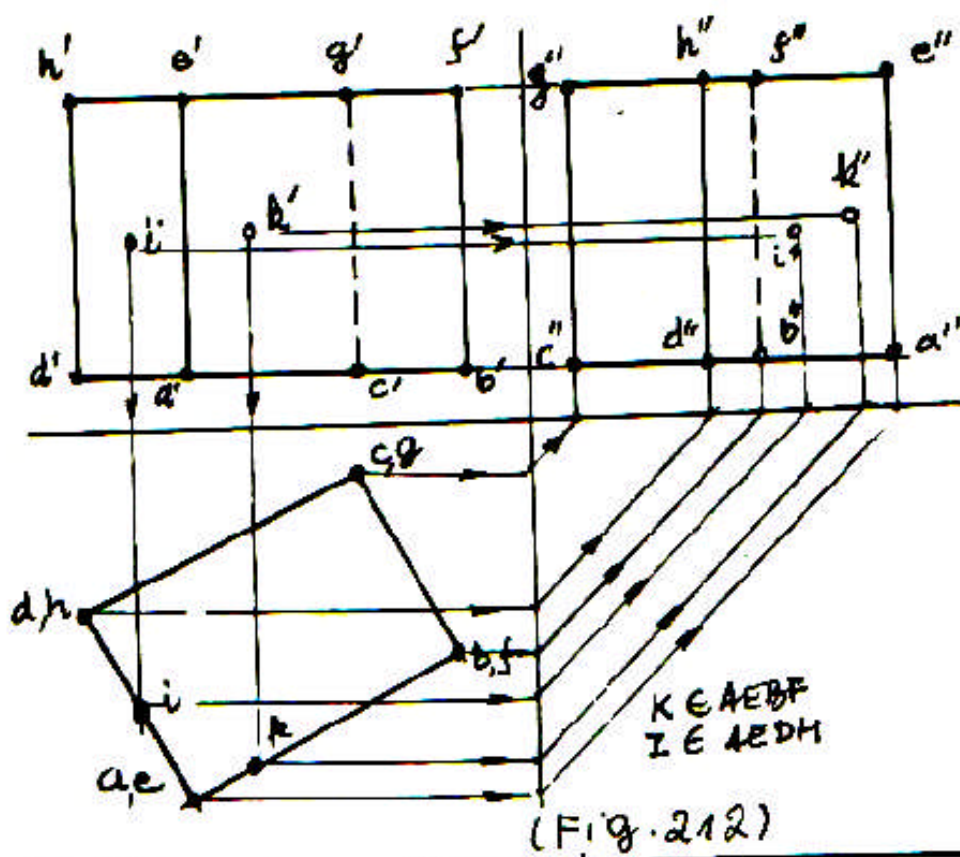 h' e' g' f' g" h" f" e"
i' k' i" k"
d' a' c' b' c" d" b" a"
c,g
d,h
b,f
i
k
a,e
K ∈ AEBF
I ∈ AEDH
(Fig. 212)